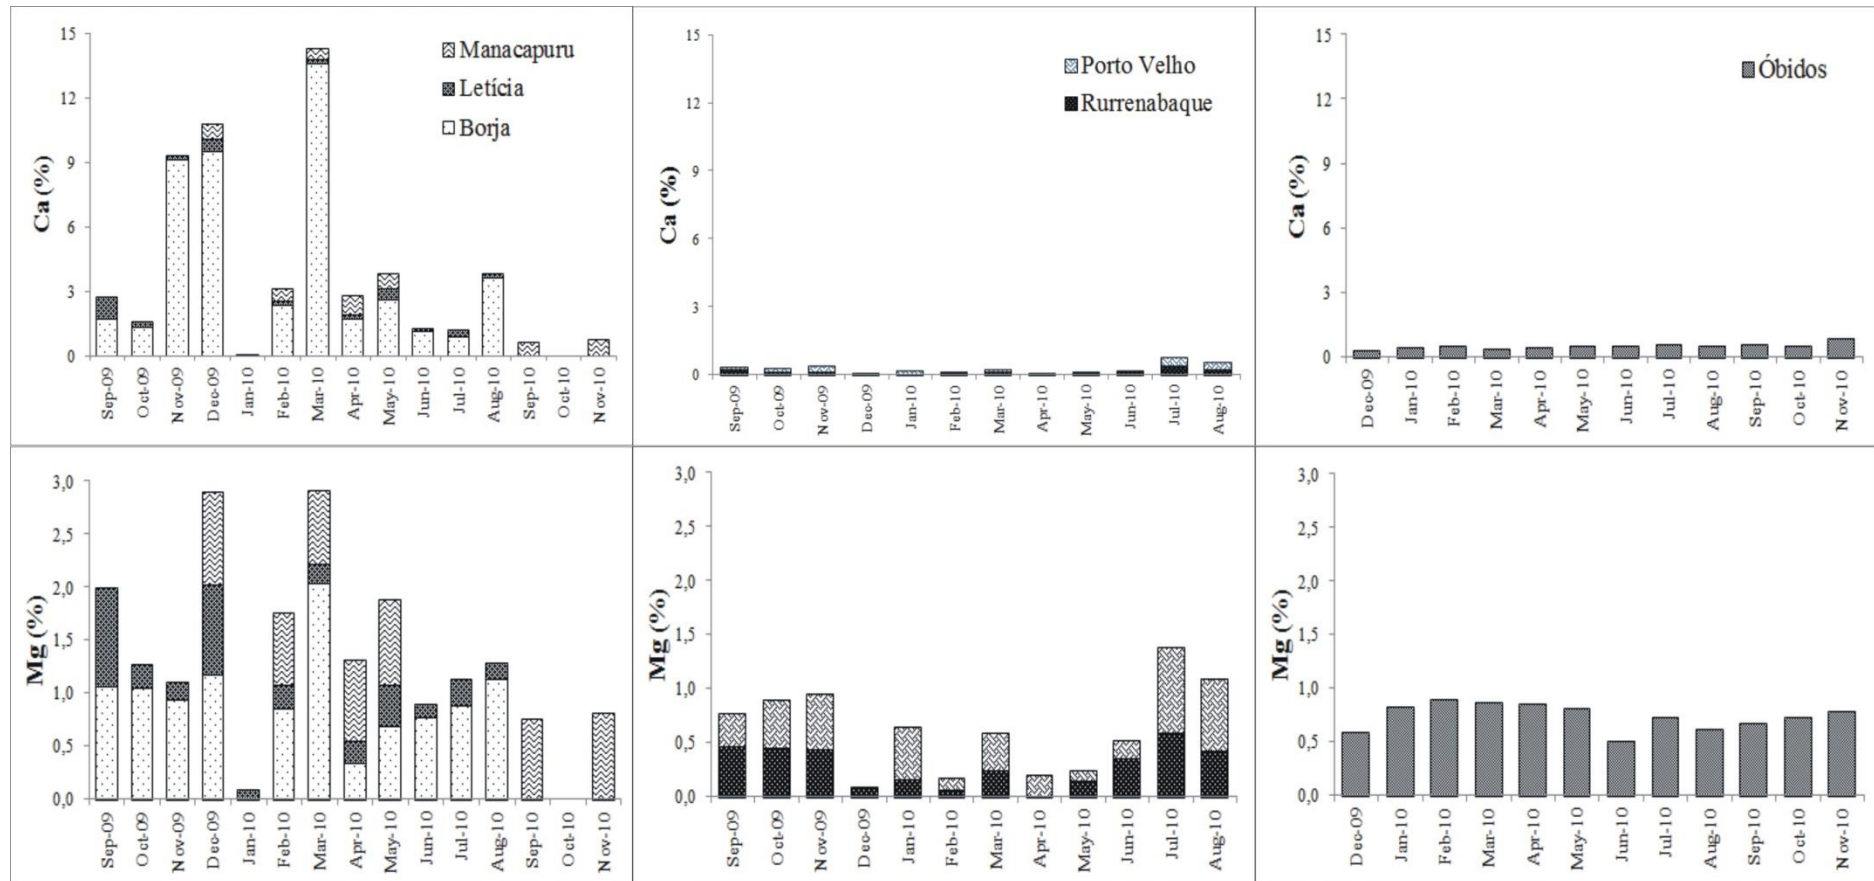 15
12
9
6
3
0
Ca (%)
Manacapuru
Letícia
Borja
Sep-09
Oct-09
Nov-09
Dec-09
Jan-10
Feb-10
Mar-10
Apr-10
May-10
Jun-10
Jul-10
Aug-10
Sep-10
Oct-10
Nov-10
15
12
9
6
3
0
Ca (%)
Porto Velho
Rurrenabaque
Sep-09
Oct-09
Nov-09
Dec-09
Jan-10
Feb-10
Mar-10
Apr-10
May-10
Jun-10
Jul-10
Aug-10
15
12
9
6
3
0
Ca (%)
Óbidos
Dec-09
Jan-10
Feb-10
Mar-10
Apr-10
May-10
Jun-10
Jul-10
Aug-10
Sep-10
Oct-10
Nov-10
3,0
2,5
2,0
1,5
1,0
0,5
0,0
Mg (%)
Sep-09
Oct-09
Nov-09
Dec-09
Jan-10
Feb-10
Mar-10
Apr-10
May-10
Jun-10
Jul-10
Aug-10
Sep-10
Oct-10
Nov-10
3,0
2,5
2,0
1,5
1,0
0,5
0,0
Mg (%)
Sep-09
Oct-09
Nov-09
Dec-09
Jan-10
Feb-10
Mar-10
Apr-10
May-10
Jun-10
Jul-10
Aug-10
3,0
2,5
2,0
1,5
1,0
0,5
0,0
Mg (%)
Dec-09
Jan-10
Feb-10
Mar-10
Apr-10
May-10
Jun-10
Jul-10
Aug-10
Sep-10
Oct-10
Nov-10